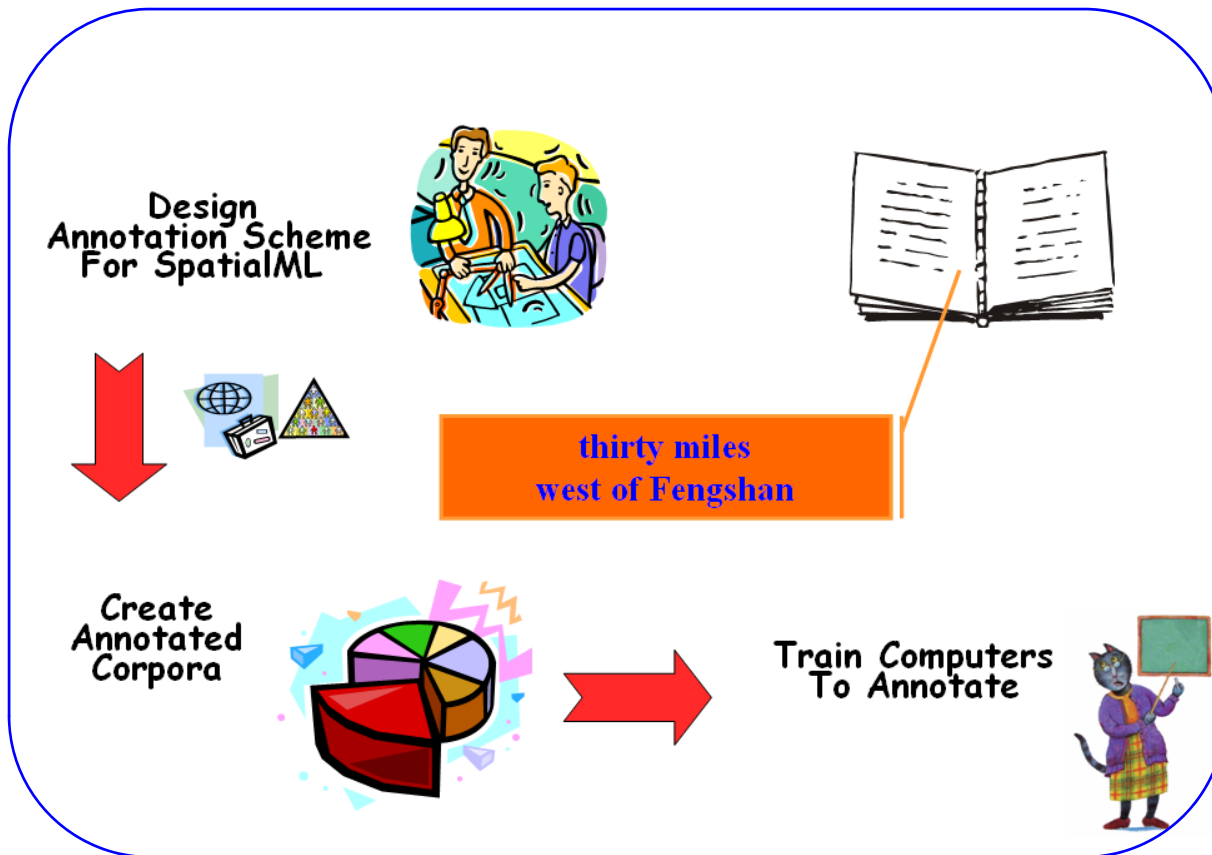 Design
Annotation Scheme
For SpatialML
thirty miles
west of Fengshan
Create
Annotated
Corpora
Train Computers
To Annotate